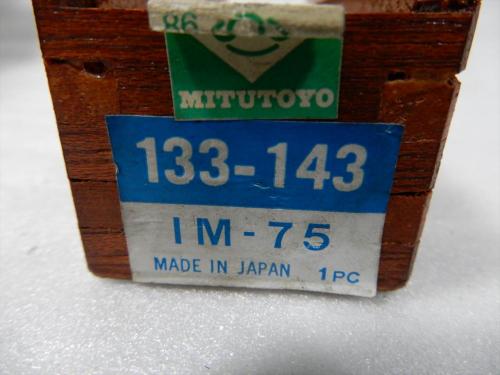 86
MITUTOYO
133-143
IM-75
MADE IN JAPAN 1PC